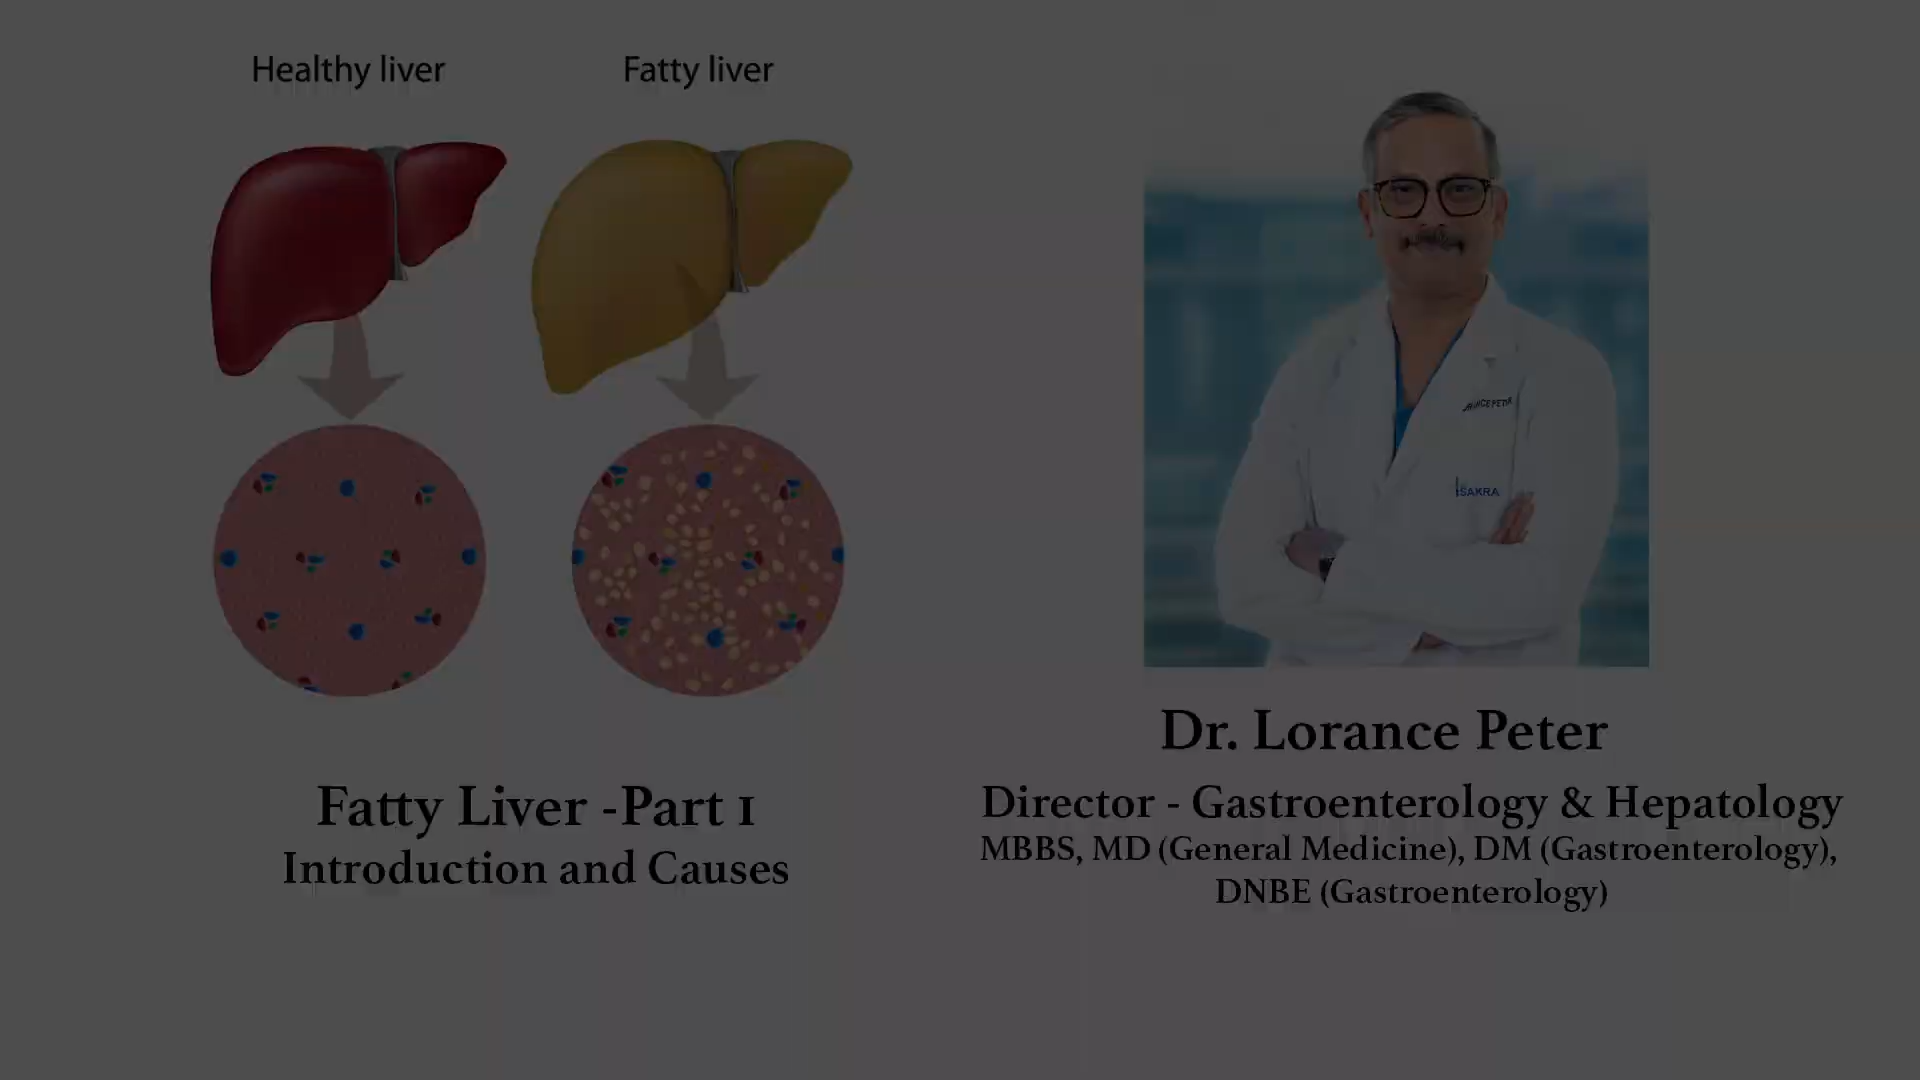 Healthy liver
Fatty liver
SAKRA
Fatty Liver -Part 1
Introduction and Causes
Dr. Lorance Peter
Director - Gastroenterology & Hepatology
MBBS, MD (General Medicine), DM (Gastroenterology),
DNBE (Gastroenterology)